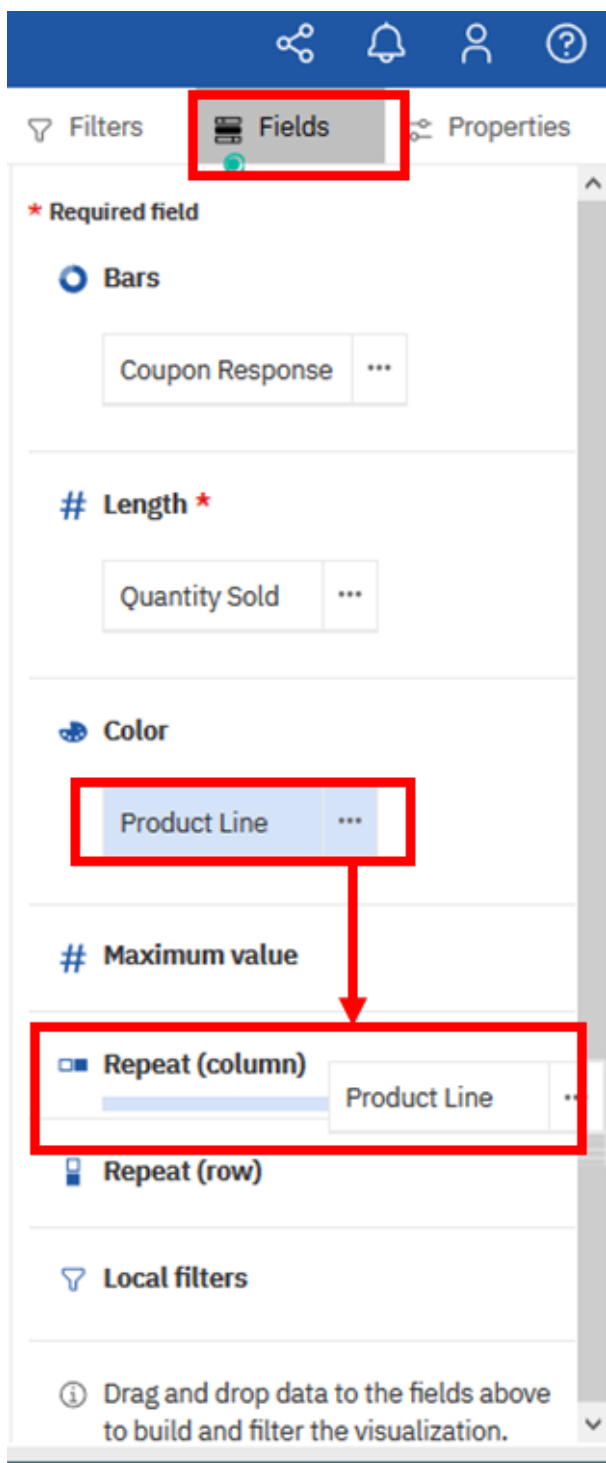 Filters Fields Properties
* Required field
Bars
Coupon Response ...
# Length *
Quantity Sold ...
Color
Product Line ...
# Maximum value
Repeat (column)
Product Line ...
Repeat (row)
Local filters
Drag and drop data to the fields above
to build and filter the visualization.